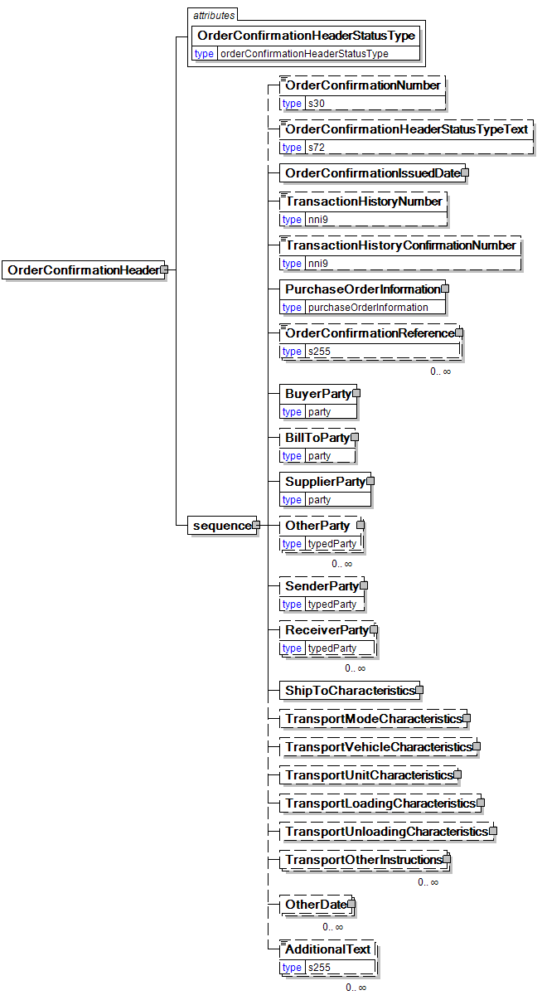 attributes
OrderConfirmationHeaderStatusType
type orderConfirmationHeaderStatusType
OrderConfirmationNumber
type s30
OrderConfirmationHeaderStatusTypeText
type s72
OrderConfirmationIssuedDate
TransactionHistoryNumber
type nni9
TransactionHistoryConfirmationNumber
type nni9
OrderConfirmationHeader
PurchaseOrderInformation
type purchaseOrderInformation
OrderConfirmationReference
type s255
0.. ∞
BuyerParty
type party
BillToParty
type party
SupplierParty
type party
sequence
OtherParty
type typedParty
0.. ∞
SenderParty
type typedParty
ReceiverParty
type typedParty
0.. ∞
ShipToCharacteristics
TransportModeCharacteristics
TransportVehicleCharacteristics
TransportUnitCharacteristics
TransportLoadingCharacteristics
TransportUnloadingCharacteristics
TransportOtherInstructions
0.. ∞
OtherDate
0.. ∞
AdditionalText
type s255
0.. ∞